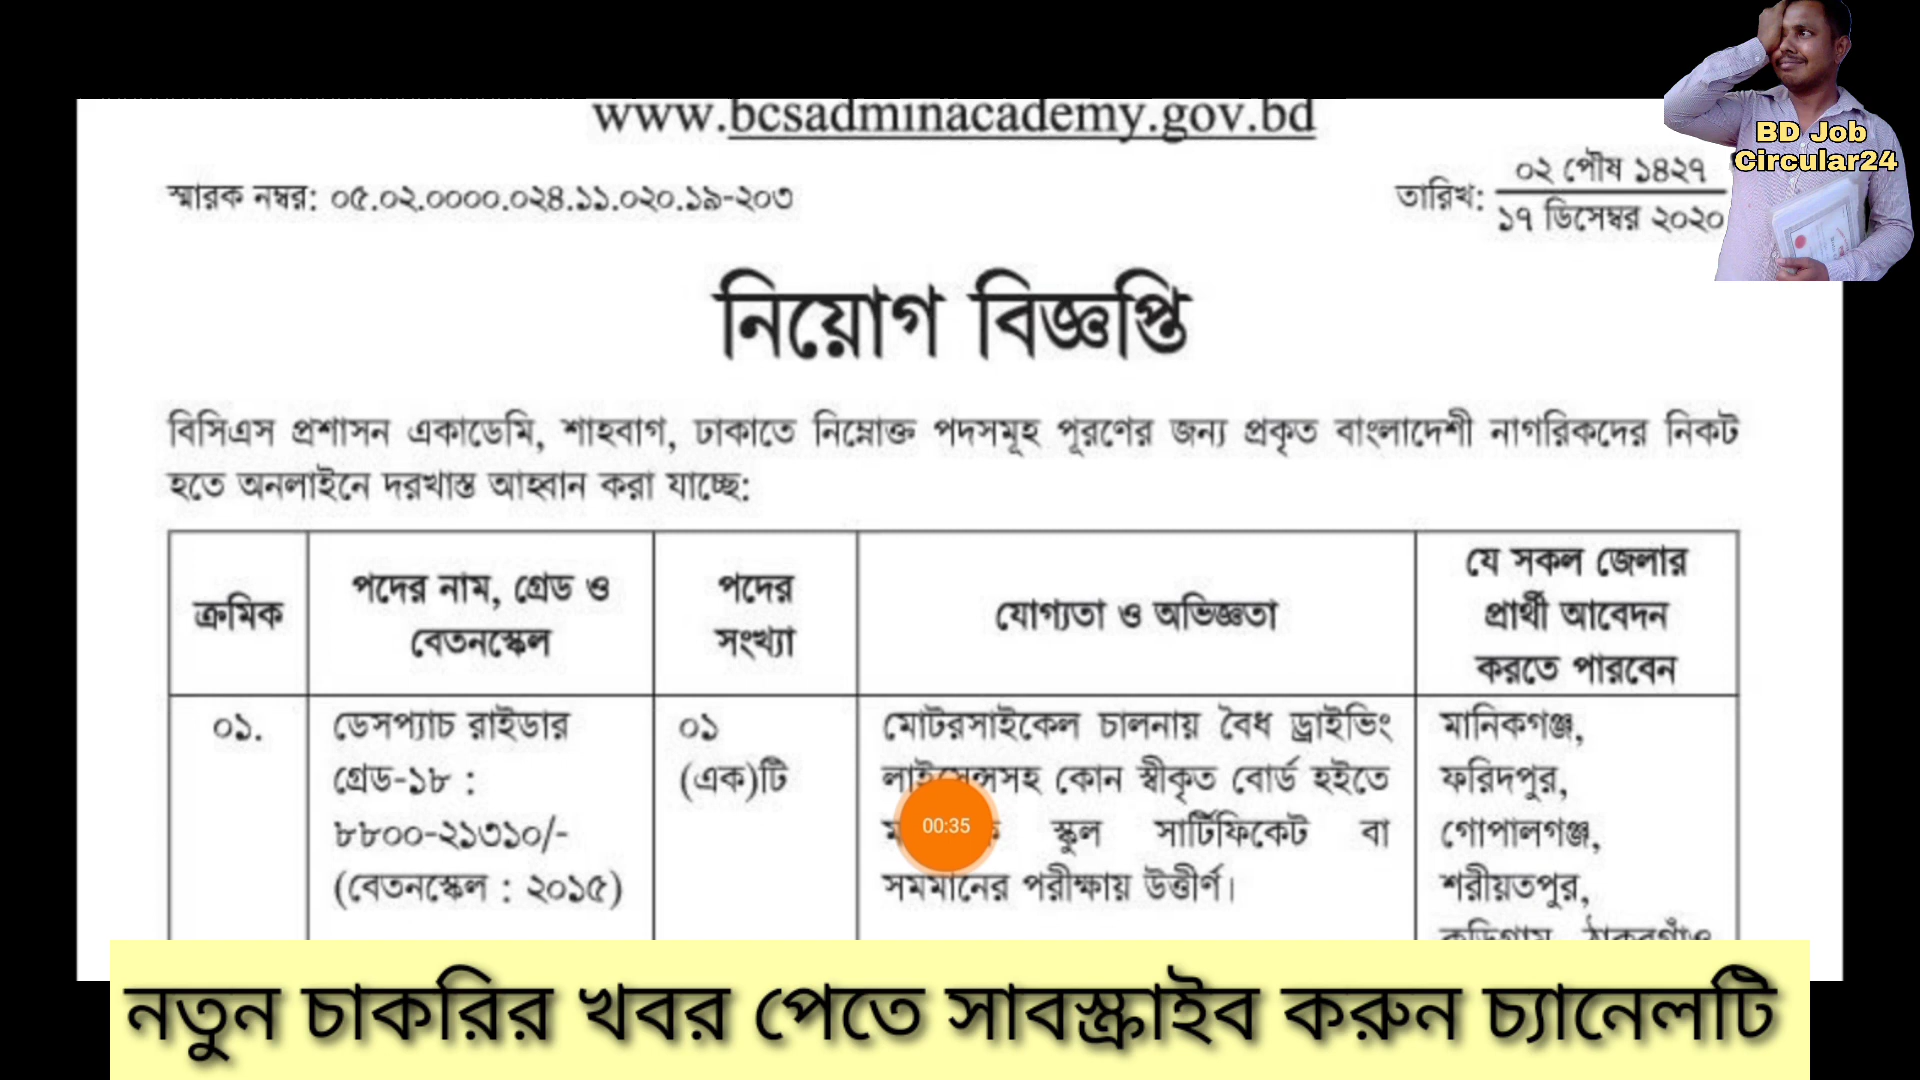 www.bcsadminacademy.gov.bd
BD Job
Circular24
স্মারক নম্বর: ০৫.০২.০০০০.০২৪.১১.০২০.১৯-২০৩
তারিখ: ০২ পৌষ ১৪২৭
১৭ ডিসেম্বর ২০২০
নিয়োগ বিজ্ঞপ্তি
বিসিএস প্রশাসন একাডেমি, শাহবাগ, ঢাকাতে নিম্নোক্ত পদসমূহ পূরণের জন্য প্রকৃত বাংলাদেশী নাগরিকদের নিকট
হতে অনলাইনে দরখাস্ত আহ্বান করা যাচ্ছে:
ক্রমিক
পদের নাম, গ্রেড ও
বেতনস্কেল
পদের
সংখ্যা
যোগ্যতা ও অভিজ্ঞতা
যে সকল জেলার
প্রার্থী আবেদন
করতে পারবেন
০১.
ডেসপ্যাচ রাইডার
গ্রেড-১৮ :
৮৮০০-২১৩১০/-
(বেতনস্কেল : ২০১৫)
০১
(এক)টি
মোটরসাইকেল চালনায় বৈধ ড্রাইভিং
লাইসেন্সসহ কোন স্বীকৃত বোর্ড হইতে
স্কুল সার্টিফিকেট বা
সমমানের পরীক্ষায় উত্তীর্ণ।
মানিকগঞ্জ,
ফরিদপুর,
গোপালগঞ্জ,
শরীয়তপুর,
কুড়িগ্রাম, ঠাকুরগাঁও
00:35
নতুন চাকরির খবর পেতে সাবস্ক্রাইব করুন চ্যানেলটি